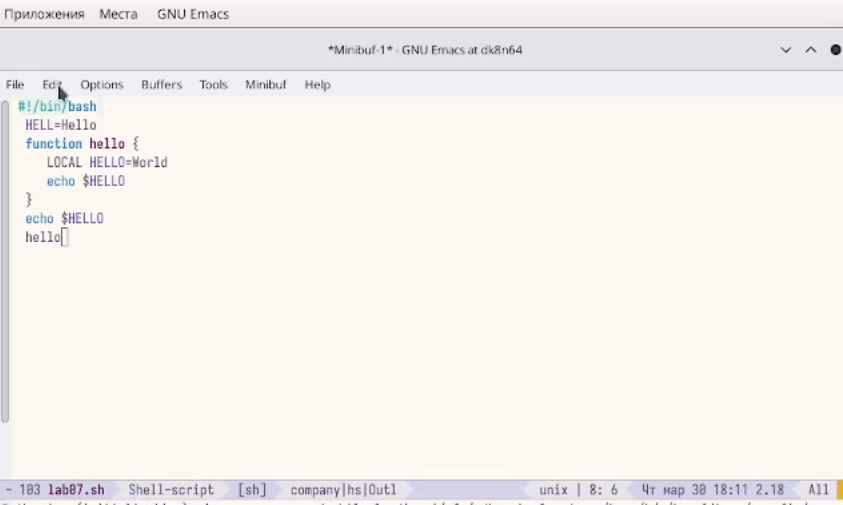 Приложения Места GNU Emacs
*Minibuf-1* - GNU Emacs at dk8n64
File Edit Options Buffers Tools Minibuf Help
#!/bin/bash
HELL=Hello
function hello {
LOCAL HELLO=World
echo $HELLO
}
echo $HELLO
hello
- 103 lab07.sh Shell-script [sh] company|hs|Outl unix | 8: 6 Чт мар 30 18:11 2.18 All